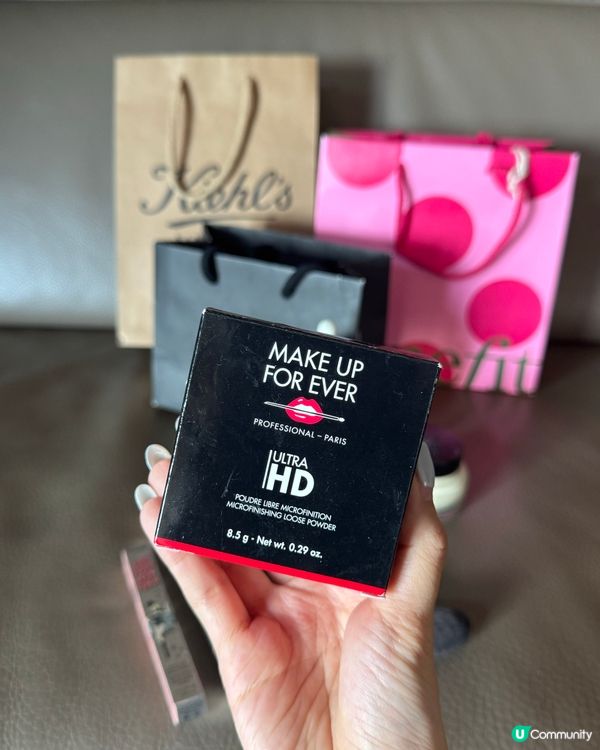 Kiehl's
MAKE UP
FOR EVER
PROFESSIONAL – PARIS
ULTRA
HD
POUDRE LIBRE MICROFINITION
MICROFINISHING LOOSE POWDER
8.5 g - Net wt. 0.29 oz.
U Community